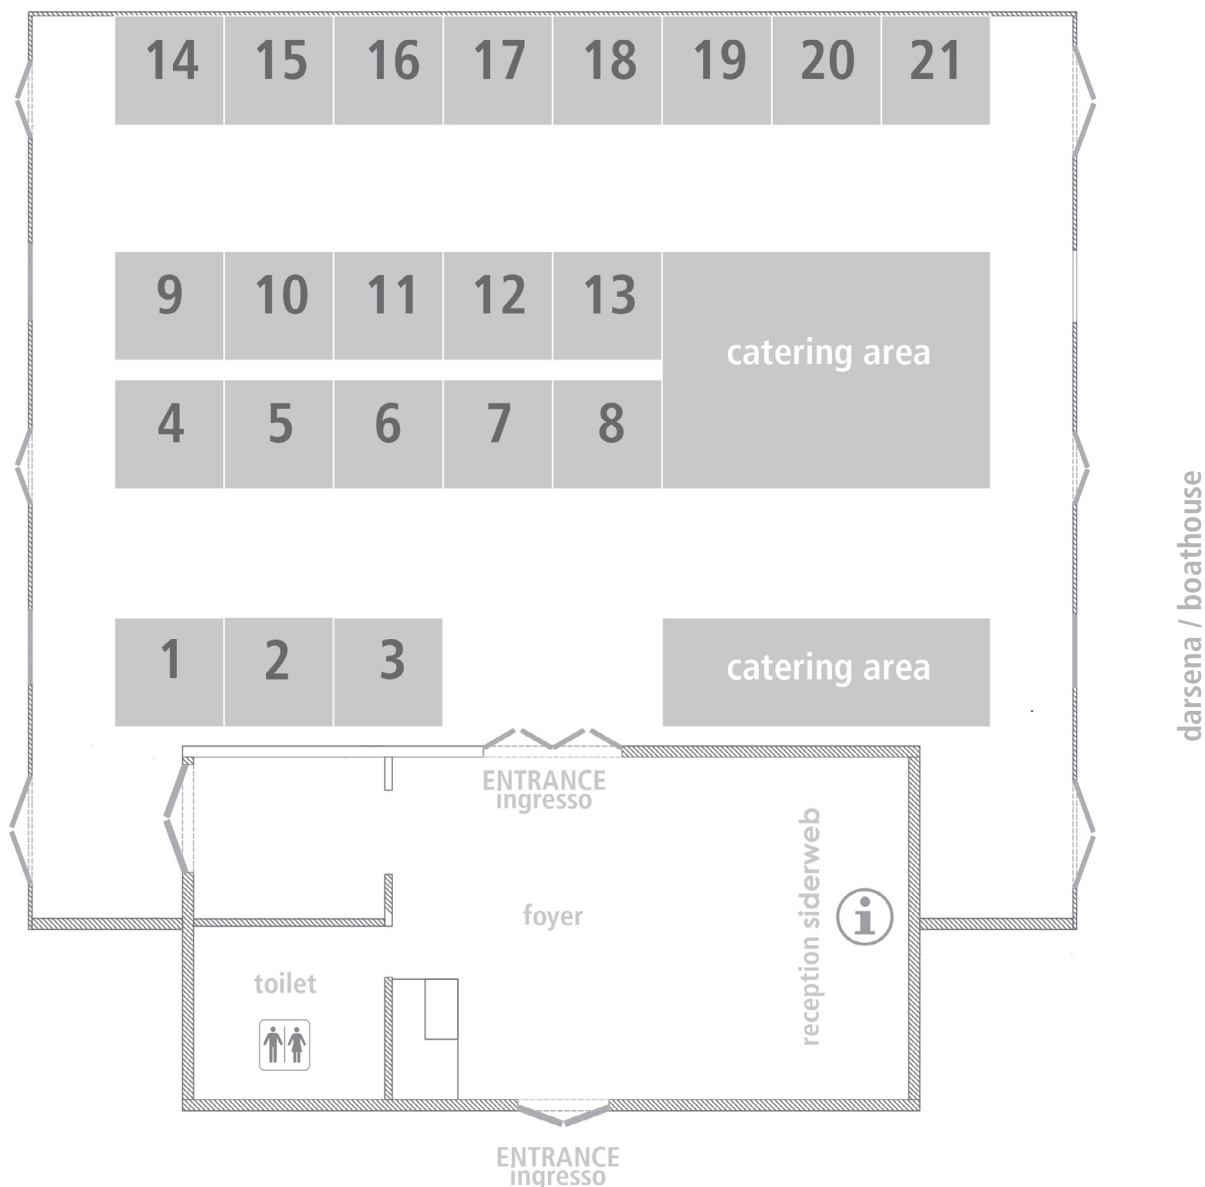 14 15 16 17 18 19 20 21
9 10 11 12 13
catering area
4 5 6 7 8
1 2 3
catering area
darsena / boathouse
ENTRANCE
ingresso
foyer
reception siderweb
i
toilet
ENTRANCE
ingresso